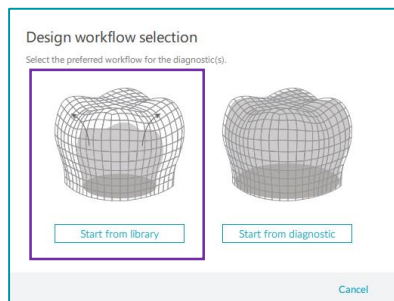 Design workflow selection
Select the preferred workflow for the diagnostic(s).
Start from library
Start from diagnostic
Cancel